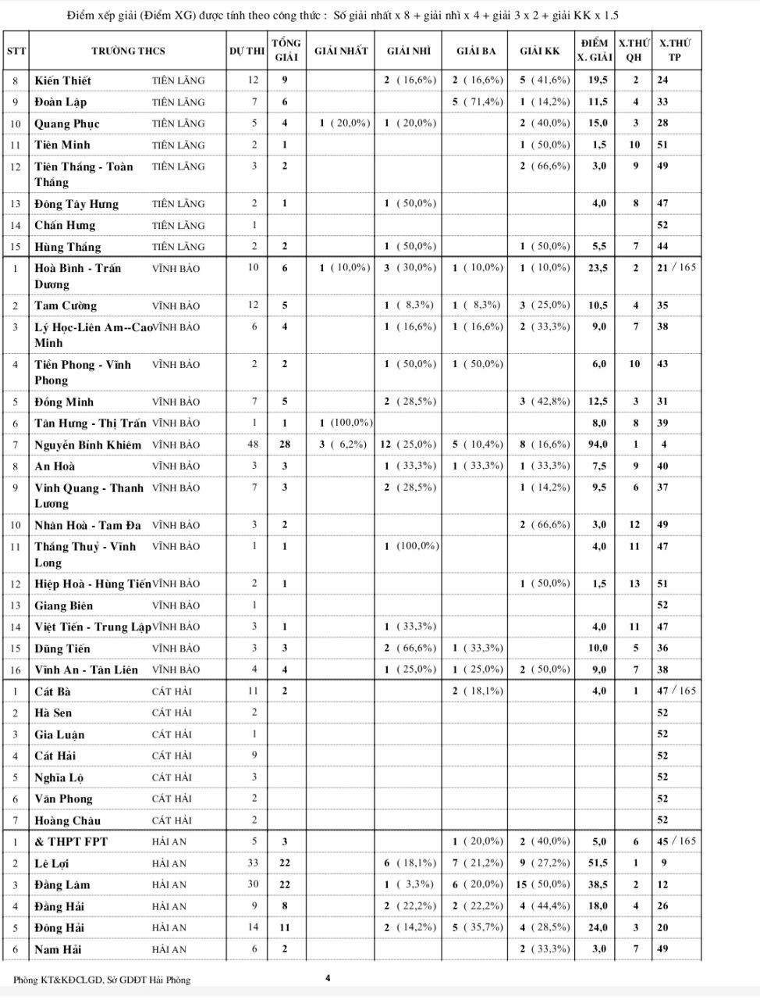 Điểm xếp giải (Điểm XG) được tính theo công thức : Số giải nhất x 8 + giải nhì x 4 + giải 3 x 2 + giải KK x 1.5
STT TRƯỜNG THCS DỰ THI TỔNG GIẢI GIẢI NHẤT GIẢI NHÌ GIẢI BA GIẢI KK ĐIỂM X. GIẢI X.THỨ QH X.THỨ TP
8 Kiến Thiết TIÊN LÃNG 12 9 2 ( 16,6%) 2 ( 16,6%) 5 ( 41,6%) 19,5 2 24
9 Đoàn Lập TIÊN LÃNG 7 6 5 ( 71,4%) 1 ( 14,2%) 11,5 4 33
10 Quang Phục TIÊN LÃNG 5 4 1 ( 20,0%) 1 ( 20,0%) 2 ( 40,0%) 15,0 3 28
11 Tiên Minh TIÊN LÃNG 2 1 1 ( 50,0%) 1,5 10 51
12 Tiên Thắng - Toàn TIÊN LÃNG 3 2 2 ( 66,6%) 3,0 9 49
Thắng
13 Đông Tây Hưng TIÊN LÃNG 2 1 1 ( 50,0%) 4,0 8 47
14 Chấn Hưng TIÊN LÃNG 1 52
15 Hùng Thắng TIÊN LÃNG 2 2 1 ( 50,0%) 1 ( 50,0%) 5,5 7 44
1 Hoà Bình - Trấn VĨNH BẢO 10 6 1 ( 10,0%) 3 ( 30,0%) 1 ( 10,0%) 1 ( 10,0%) 23,5 2 21 / 165
Dương
2 Tam Cường VĨNH BẢO 12 5 1 ( 8,3%) 1 ( 8,3%) 3 ( 25,0%) 10,5 4 35
3 Lý Học-Liên Am--Cao VĨNH BẢO 6 4 1 ( 16,6%) 1 ( 16,6%) 2 ( 33,3%) 9,0 7 38
Minh
4 Tiền Phong - Vĩnh VĨNH BẢO 2 2 1 ( 50,0%) 1 ( 50,0%) 6,0 10 43
Phong
5 Đồng Minh VĨNH BẢO 7 5 2 ( 28,5%) 3 ( 42,8%) 12,5 3 31
6 Tân Hưng - Thị Trấn VĨNH BẢO 1 1 1 (100,0%) 8,0 8 39
7 Nguyễn Bỉnh Khiêm VĨNH BẢO 48 28 3 ( 6,2%) 12 ( 25,0%) 5 ( 10,4%) 8 ( 16,6%) 94,0 1 4
8 An Hoà VĨNH BẢO 3 3 1 ( 33,3%) 1 ( 33,3%) 1 ( 33,3%) 7,5 9 40
9 Vinh Quang - Thanh VĨNH BẢO 7 3 2 ( 28,5%) 1 ( 14,2%) 9,5 6 37
Lương
10 Nhân Hoà - Tam Đa VĨNH BẢO 3 2 2 ( 66,6%) 3,0 12 49
11 Thắng Thuỷ - Vĩnh VĨNH BẢO 1 1 1 (100,0%) 4,0 11 47
Long
12 Hiệp Hoà - Hùng Tiến VĨNH BẢO 2 1 1 ( 50,0%) 1,5 13 51
13 Giang Biên VĨNH BẢO 1 52
14 Việt Tiến - Trung Lập VĨNH BẢO 3 1 1 ( 33,3%) 4,0 11 47
15 Dũng Tiến VĨNH BẢO 3 3 2 ( 66,6%) 1 ( 33,3%) 10,0 5 36
16 Vĩnh An - Tân Liên VĨNH BẢO 4 4 1 ( 25,0%) 1 ( 25,0%) 2 ( 50,0%) 9,0 7 38
1 Cát Bà CÁT HẢI 11 2 2 ( 18,1%) 4,0 1 47 / 165
2 Hà Sen CÁT HẢI 2 52
3 Gia Luận CÁT HẢI 1 52
4 Cát Hải CÁT HẢI 9 52
5 Nghĩa Lộ CÁT HẢI 3 52
6 Văn Phong CÁT HẢI 2 52
7 Hoàng Châu CÁT HẢI 2 52
1 & THPT FPT HẢI AN 5 3 1 ( 20,0%) 2 ( 40,0%) 5,0 6 45 / 165
2 Lê Lợi HẢI AN 33 22 6 ( 18,1%) 7 ( 21,2%) 9 ( 27,2%) 51,5 1 9
3 Đằng Lâm HẢI AN 30 22 1 ( 3,3%) 6 ( 20,0%) 15 ( 50,0%) 38,5 2 12
4 Đằng Hải HẢI AN 9 8 2 ( 22,2%) 2 ( 22,2%) 4 ( 44,4%) 18,0 4 26
5 Đông Hải HẢI AN 14 11 2 ( 14,2%) 5 ( 35,7%) 4 ( 28,5%) 24,0 3 20
6 Nam Hải HẢI AN 6 2 2 ( 33,3%) 3,0 7 49
Phòng KT&KĐCLGD, Sở GDĐT Hải Phòng 4